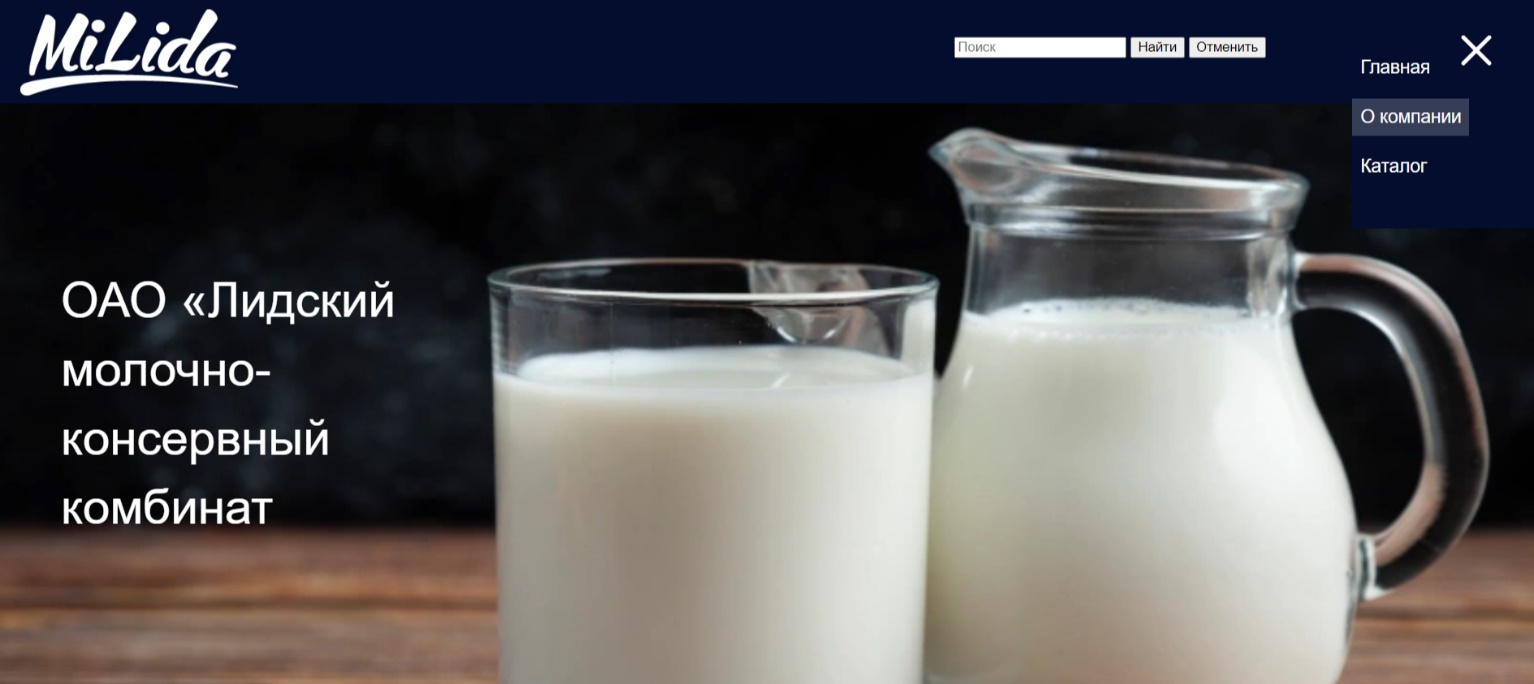 MiLida
Поиск Найти Отменить
Главная
О компании
Каталог
ОАО «Лидский
молочно-
консервный
комбинат